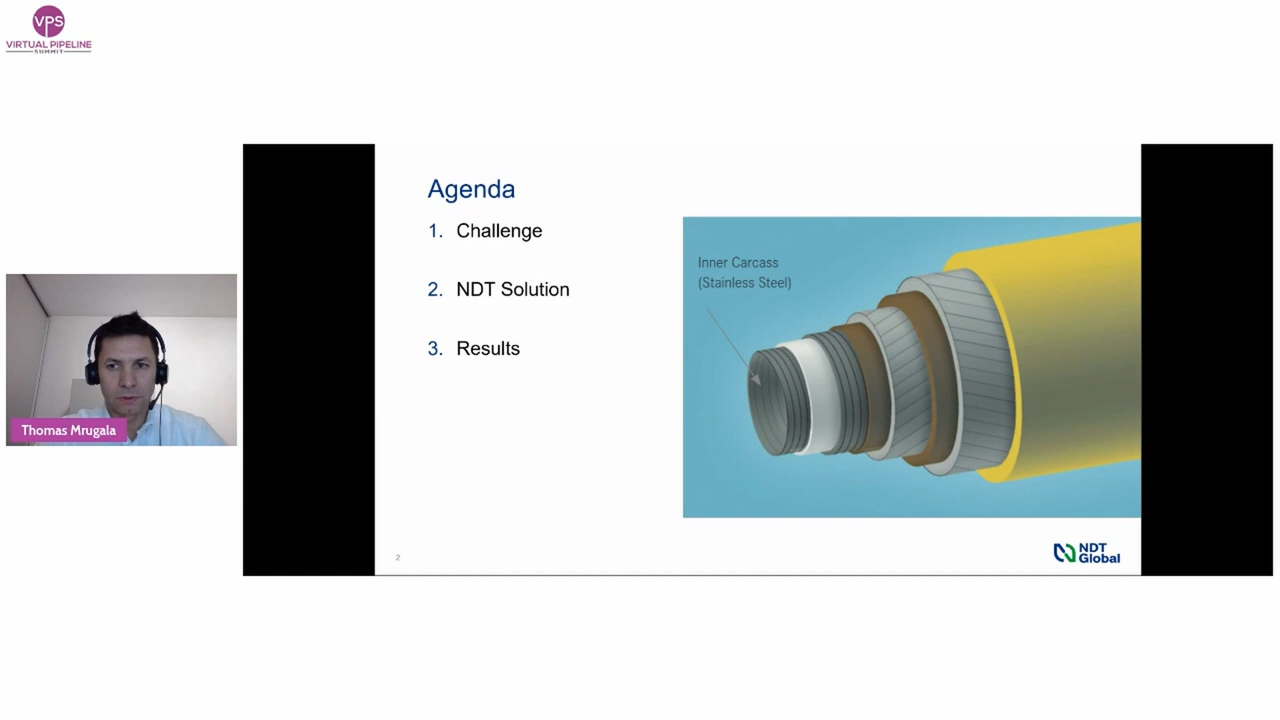 VPS
VIRTUAL PIPELINE
SUMMIT
Agenda
1. Challenge
2. NDT Solution
3. Results
Inner Carcass
(Stainless Steel)
Thomas Mrugala
2
NDT
Global